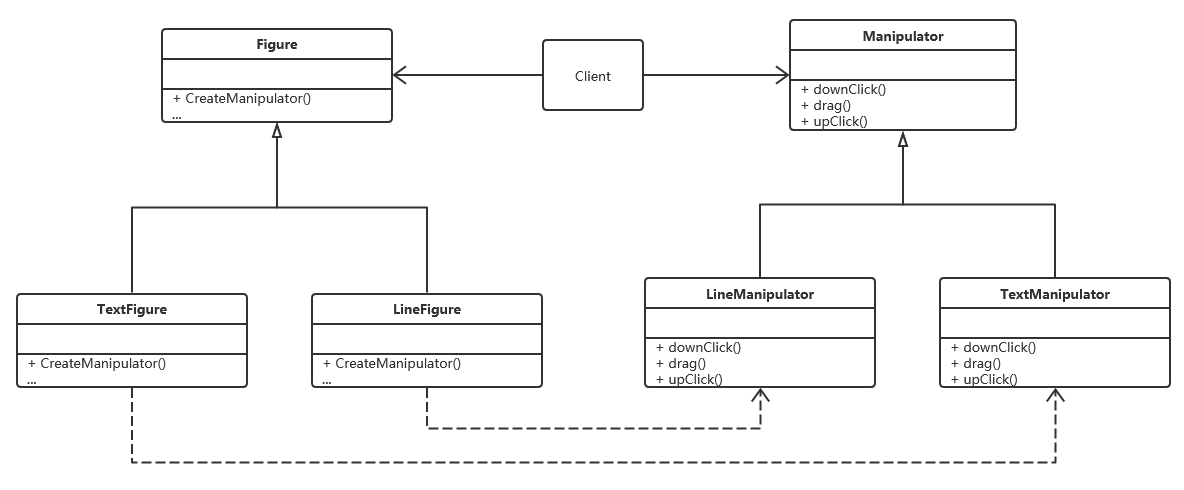 Figure
+ CreateManipulator()
...
Client
Manipulator
+ downClick()
+ drag()
+ upClick()
TextFigure
+ CreateManipulator()
...
LineFigure
+ CreateManipulator()
...
LineManipulator
+ downClick()
+ drag()
+ upClick()
TextManipulator
+ downClick()
+ drag()
+ upClick()